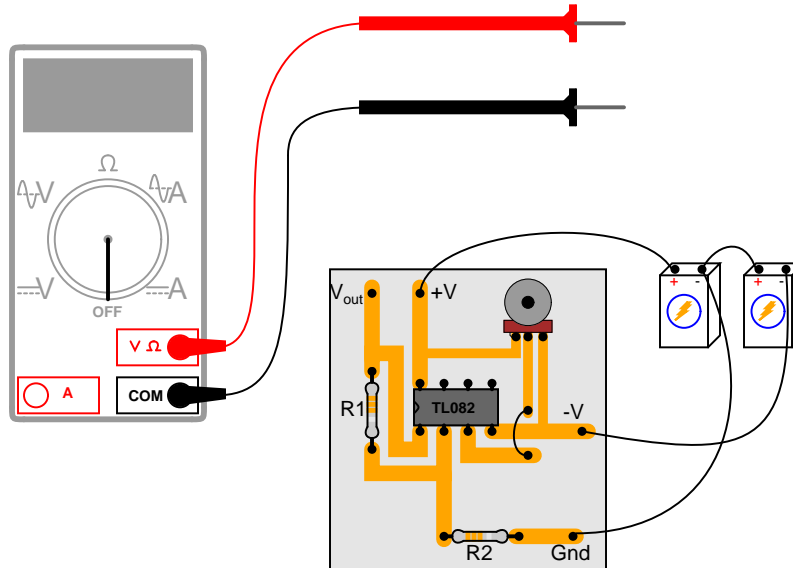 Ω
V
A
V
A
OFF
V Ω
A
COM
Vout
+V
R1
TL082
-V
R2
Gnd
+ -
+ -